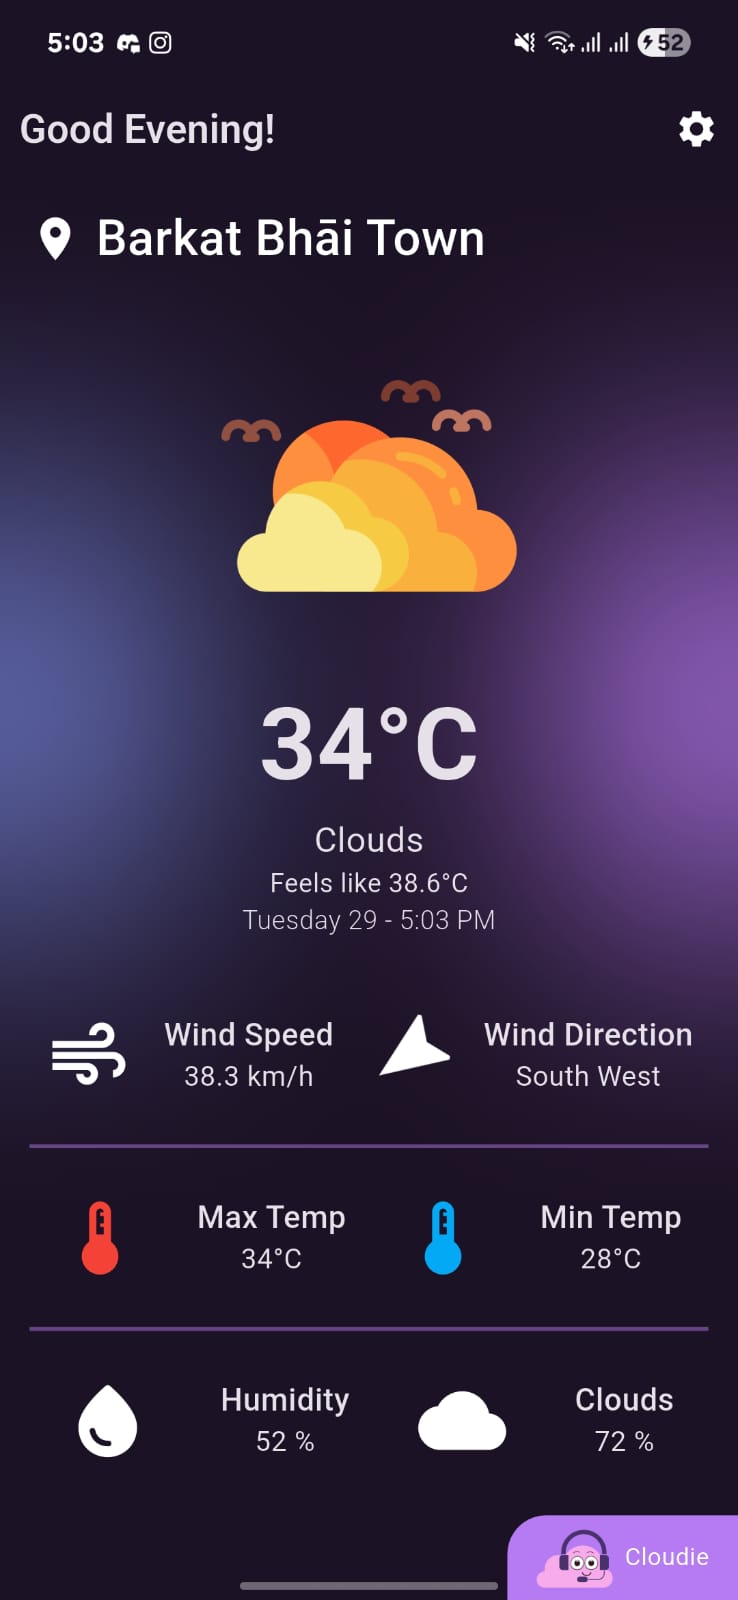 5:03
52
Good Evening!
Barkat Bhāi Town
34°C
Clouds
Feels like 38.6°C
Tuesday 29 - 5:03 PM
Wind Speed
38.3 km/h
Wind Direction
South West
Max Temp
34°C
Min Temp
28°C
Humidity
52 %
Clouds
72 %
Cloudie